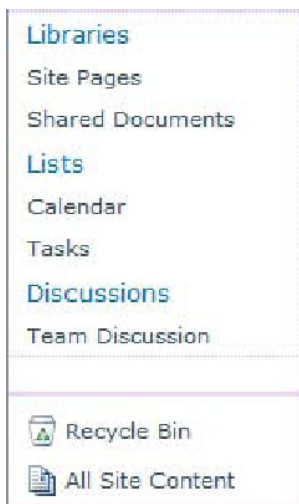 Libraries
Site Pages
Shared Documents
Lists
Calendar
Tasks
Discussions
Team Discussion
Recycle Bin
All Site Content